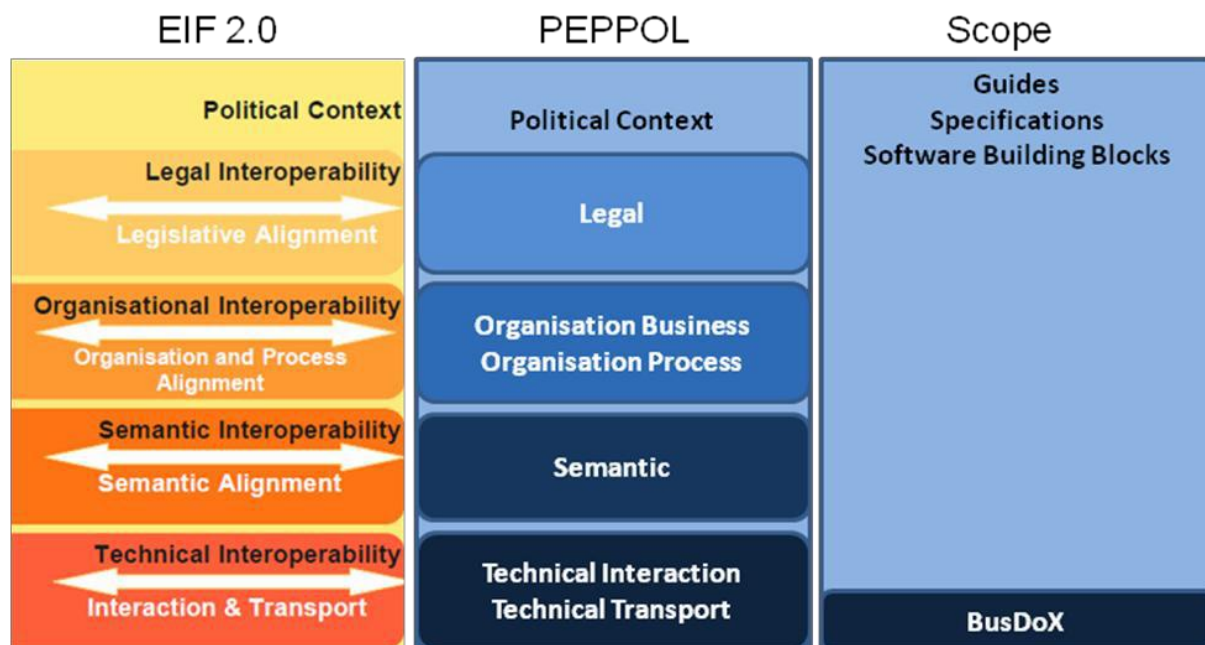 EIF 2.0
Political Context
Legal Interoperability
Legislative Alignment
Organisational Interoperability
Organisation and Process
Alignment
Semantic Interoperability
Semantic Alignment
Technical Interoperability
Interaction & Transport
PEPPOL
Political Context
Legal
Organisation Business
Organisation Process
Semantic
Technical Interaction
Technical Transport
Scope
Guides
Specifications
Software Building Blocks
BusDoX